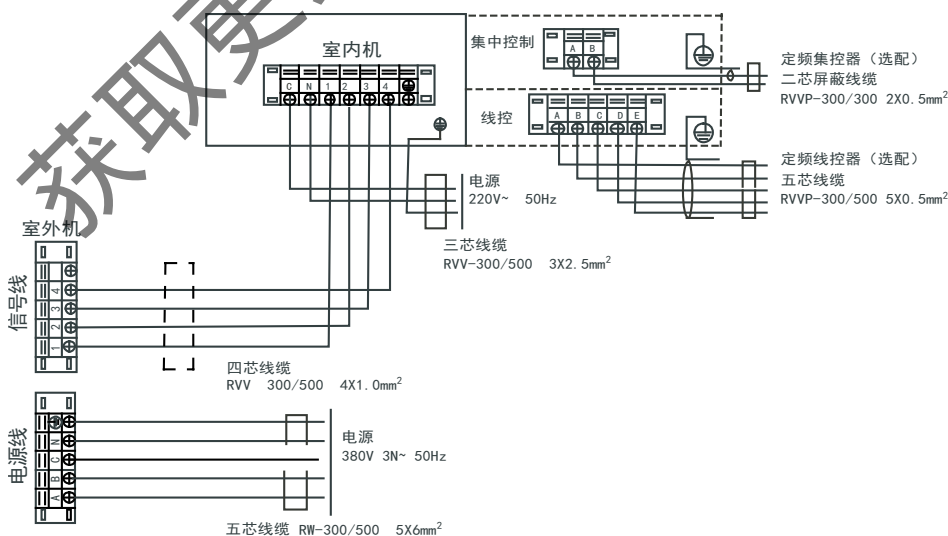 获取更
室内机
C N 1 2 3 4
集中控制
A B
定频集控器（选配）
二芯屏蔽线缆
RVVP-300/300 2X0.5mm²
线控
A B C D E
定频线控器（选配）
五芯线缆
RVVP-300/500 5X0.5mm²
电源
220V~ 50Hz
三芯线缆
RVV-300/500 3X2.5mm²
室外机
信号线
4
3
2
1
四芯线缆
RVV 300/500 4X1.0mm²
电源线
N
C
B
A
电源
380V 3N~ 50Hz
五芯线缆 RW-300/500 5X6mm²